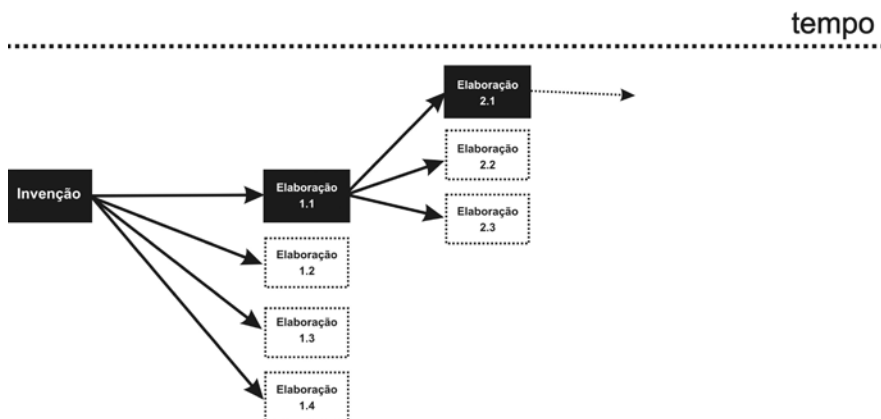 tempo
Elaboração
2.1
Elaboração
2.2
Invenção
Elaboração
1.1
Elaboração
2.3
Elaboração
1.2
Elaboração
1.3
Elaboração
1.4